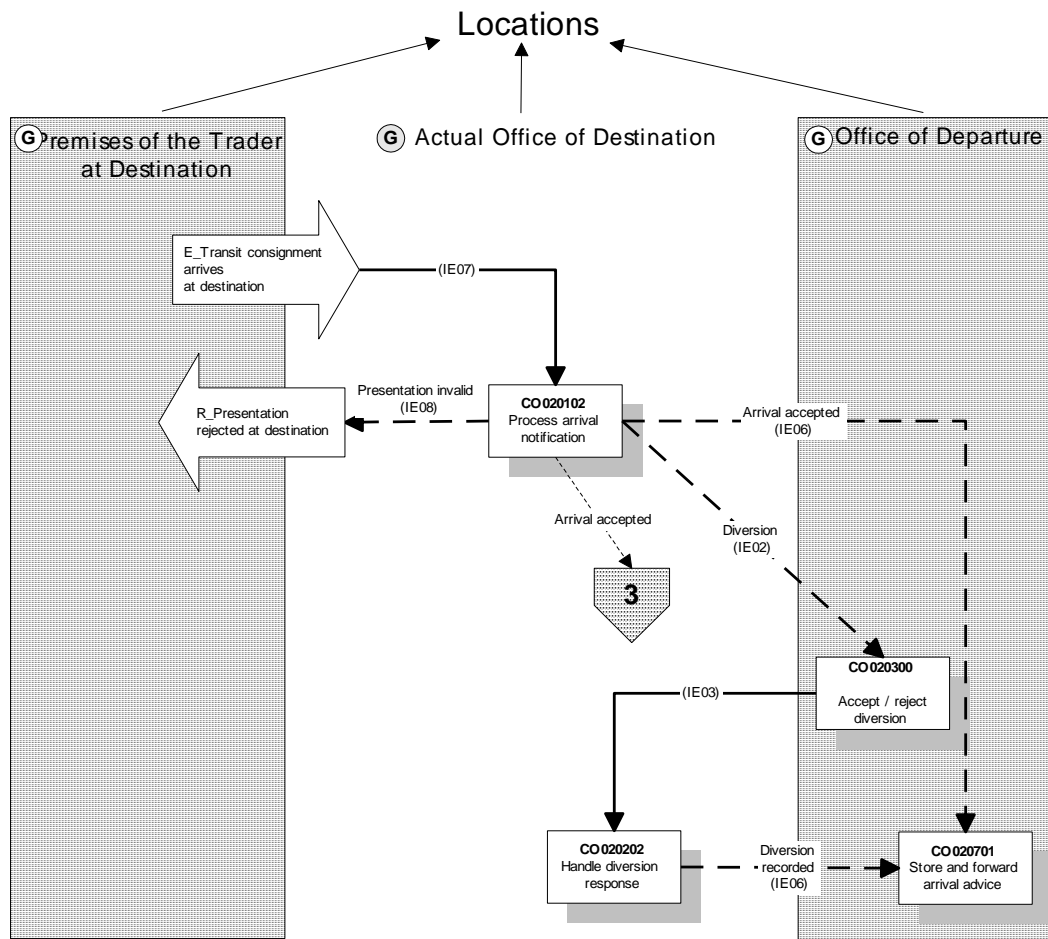 Locations
G Premises of the Trader
at Destination
G Actual Office of Destination
G Office of Departure
E_Transit consignment
arrives
at destination
(IE07)
R_Presentation
rejected at destination
Presentation invalid
(IE08)
CO020102
Process arrival
notification
Arrival accepted
(IE06)
Arrival accepted
Diversion
(IE02)
3
CO020300
Accept / reject
diversion
(IE03)
CO020202
Handle diversion
response
Diversion
recorded
(IE06)
CO020701
Store and forward
arrival advice